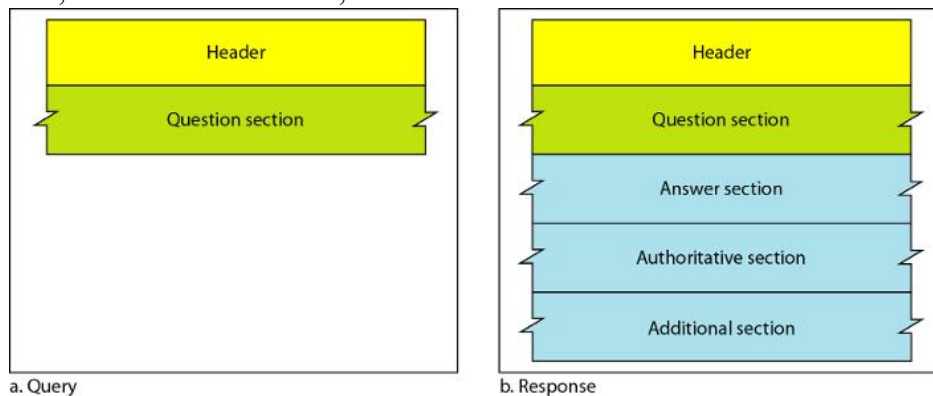 Header
Question section
a. Query
Header
Question section
Answer section
Authoritative section
Additional section
b. Response